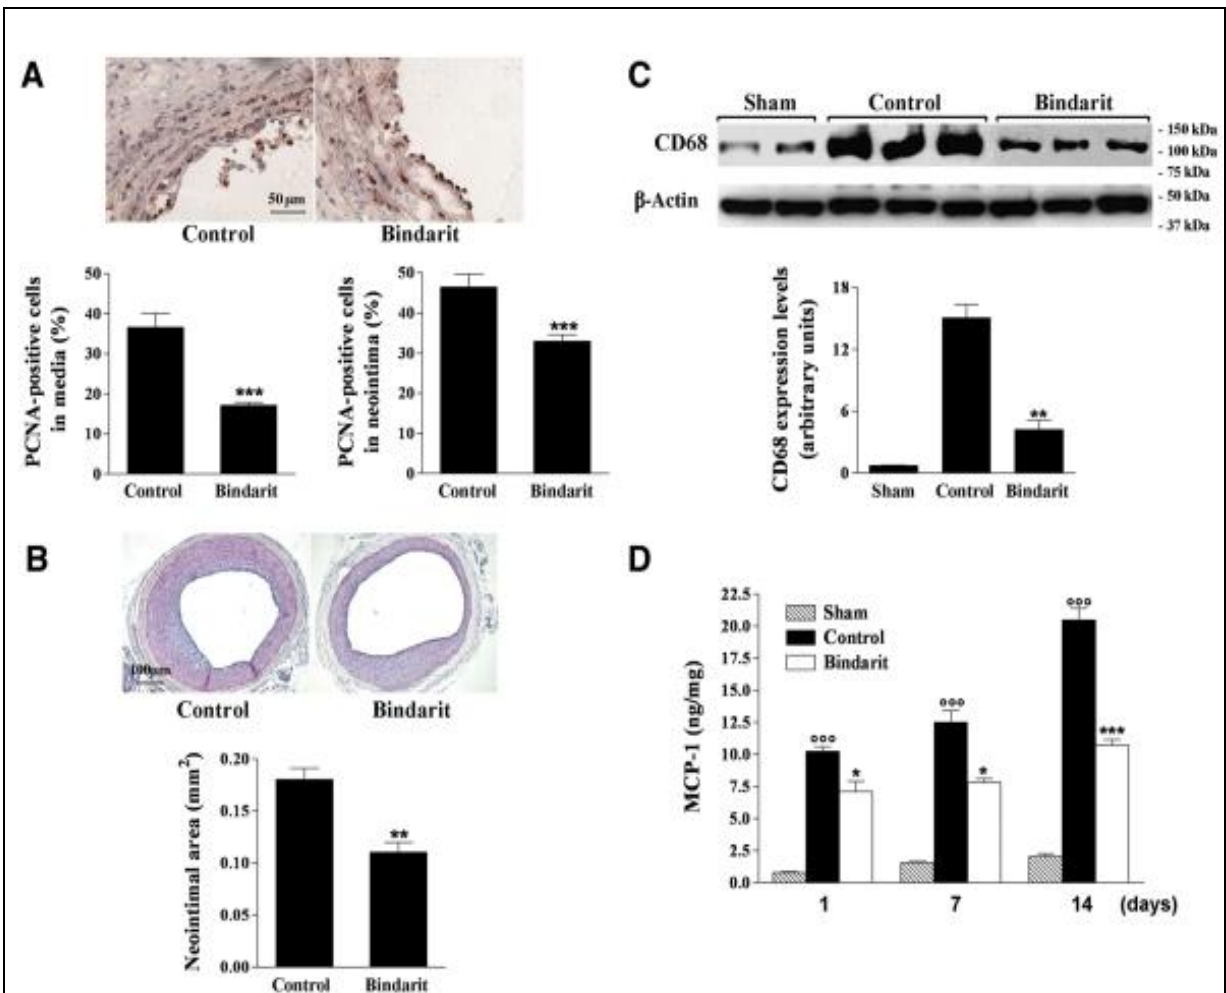 A
50 µm
Control Bindarit
PCNA-positive cells
in media (%)
50
40
30
20
10
0
***
Control Bindarit
PCNA-positive cells
in neointima (%)
50
40
30
20
10
0
***
Control Bindarit
B
100µm
Control Bindarit
Neointimal area (mm²)
0.20
0.15
0.10
0.05
0.00
**
Control Bindarit
C
Sham Control Bindarit
CD68
- 150 kDa
- 100 kDa
- 75 kDa
β-Actin
- 50 kDa
- 37 kDa
CD68 expression levels
(arbitrary units)
18
12
6
0
**
Sham Control Bindarit
D
MCP-1 (ng/mg)
22.5
20.0
17.5
15.0
12.5
10.0
7.5
5.0
2.5
0.0
Sham
Control
Bindarit
°°° * °°° * °°° ***
1 7 14 (days)